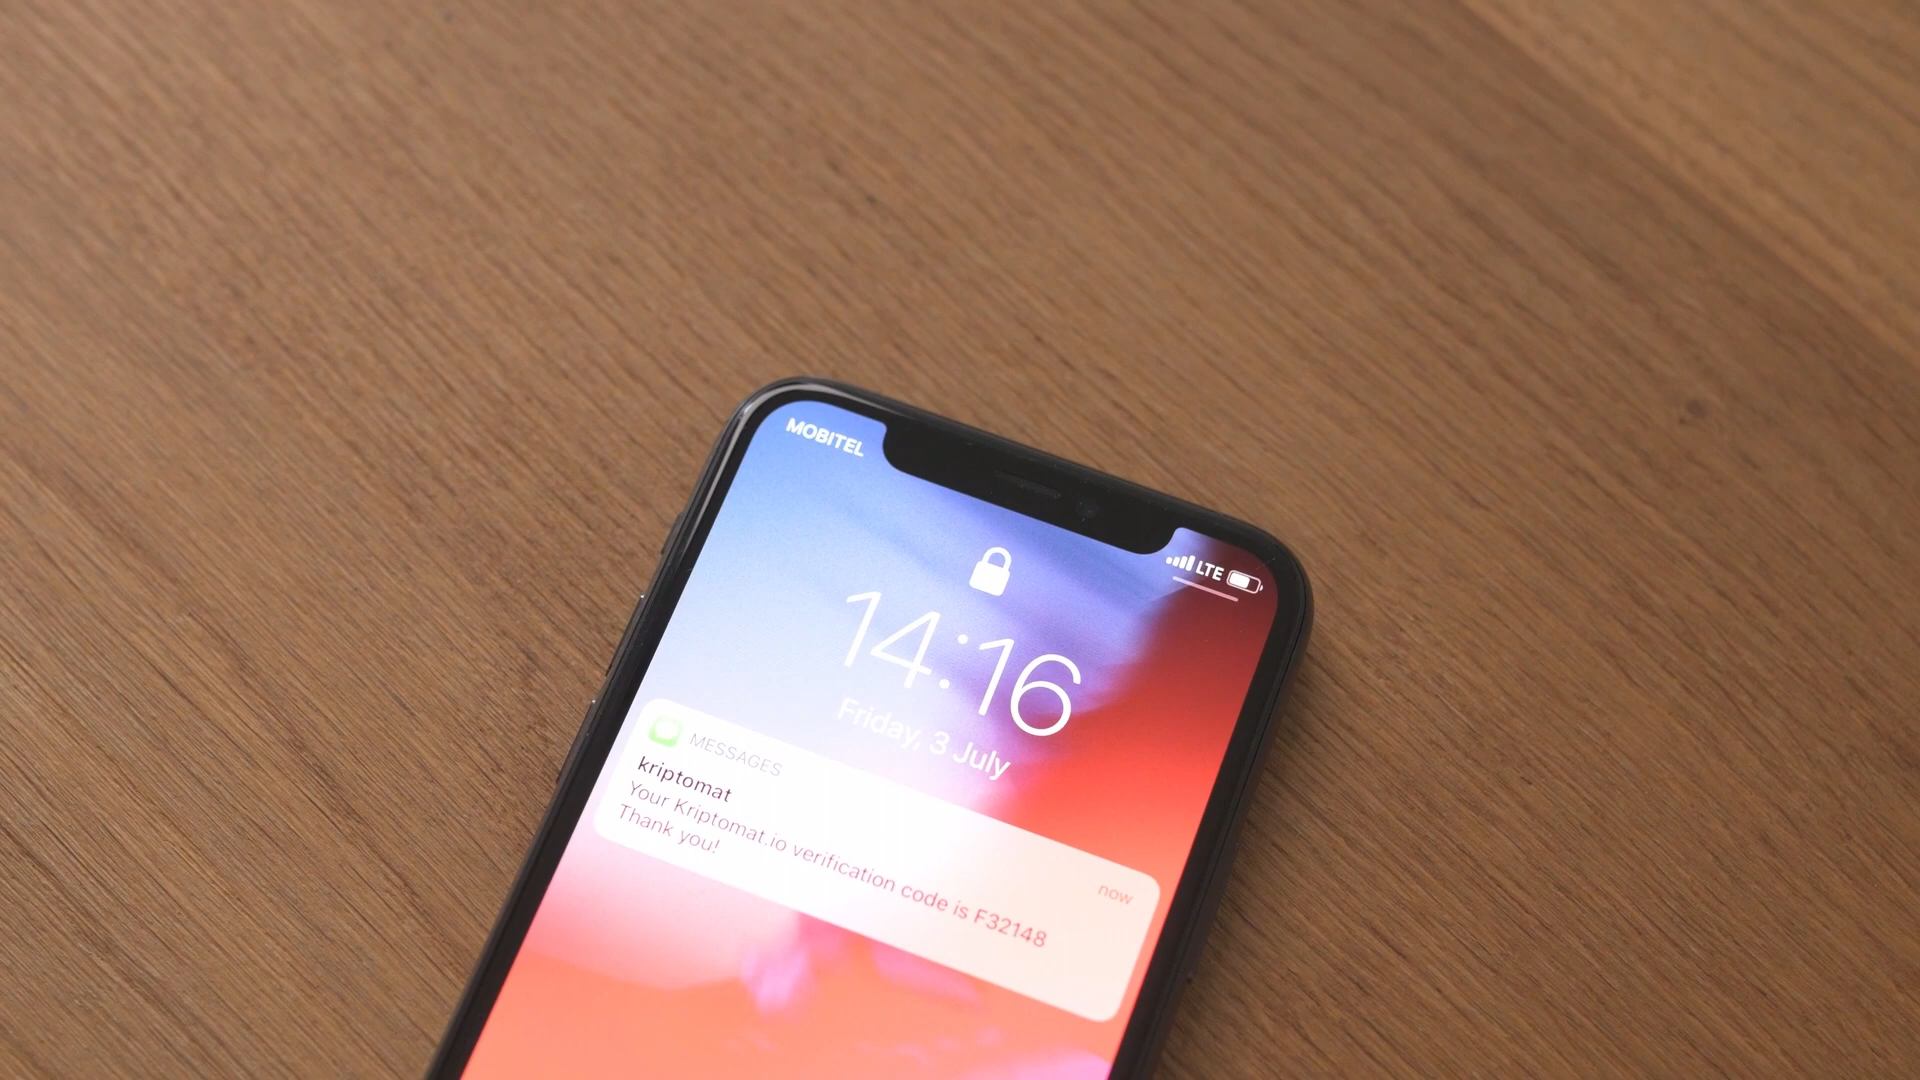 MOBITEL
LTE
14:16
Friday, 3 July
MESSAGES
now
kriptomat
Your Kriptomat.io verification code is F32148
Thank you!